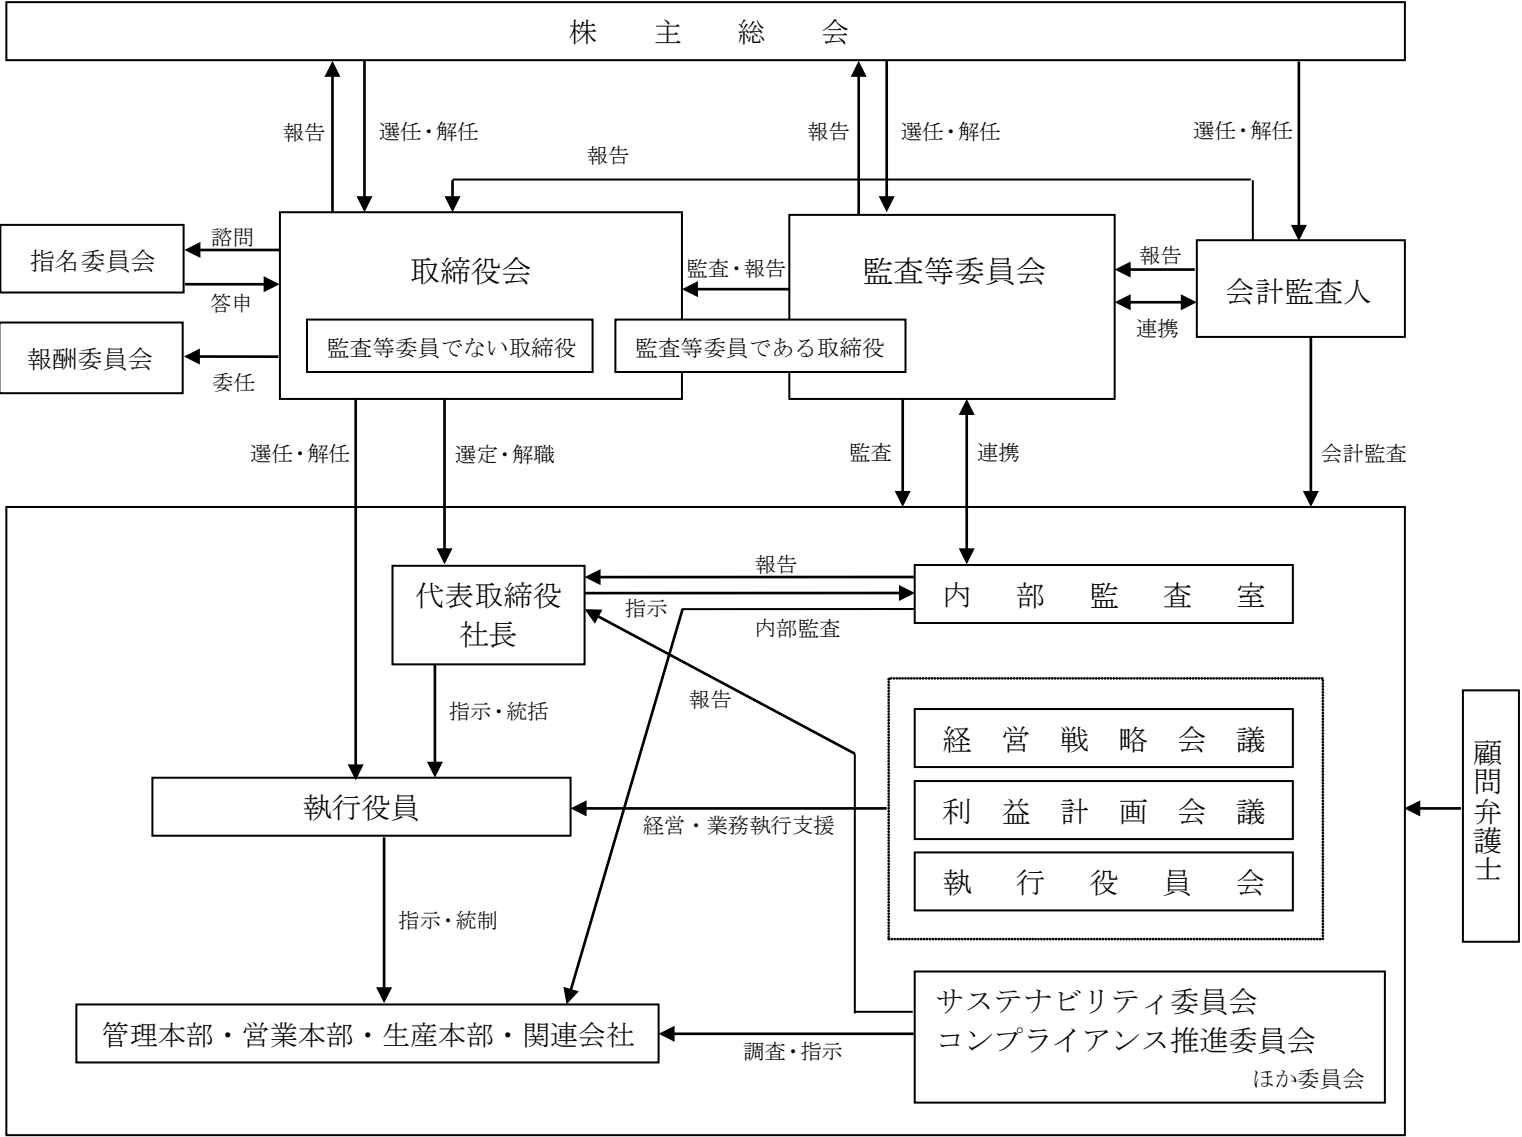 株主総会
報告
選任・解任
報告
選任・解任
選任・解任
報告
指名委員会
諮問
答申
取締役会
監査・報告
監査等委員会
報告
連携
会計監査人
監査等委員でない取締役
監査等委員である取締役
報酬委員会
委任
選任・解任
選定・解職
監査
連携
会計監査
代表取締役
社長
報告
指示
内部監査
内部監査室
報告
指示・統括
経営戦略会議
利益計画会議
執行役員会
顧問弁護士
執行役員
経営・業務執行支援
指示・統制
管理本部・営業本部・生産本部・関連会社
調査・指示
サステナビリティ委員会
コンプライアンス推進委員会
ほか委員会